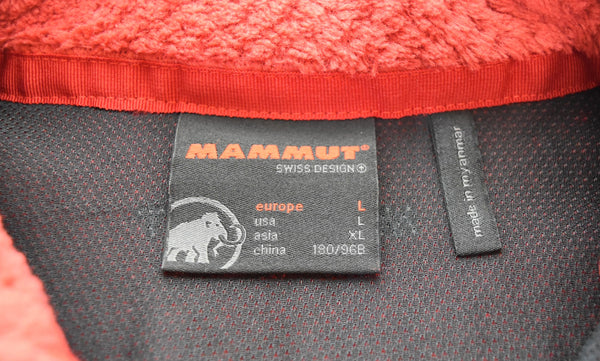 MAMMUT
SWISS DESIGN
europe L
usa L
asia XL
china 180/96B
made in myanmar